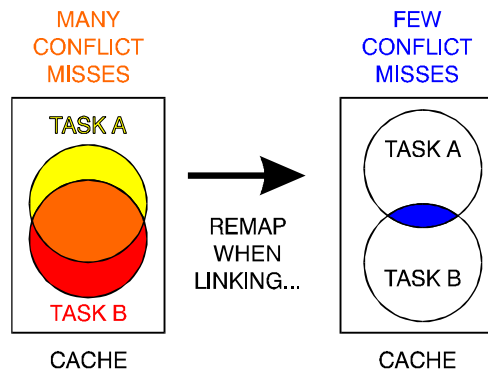 MANY
CONFLICT
MISSES
TASK A
TASK B
CACHE
REMAP
WHEN
LINKING...
FEW
CONFLICT
MISSES
TASK A
TASK B
CACHE